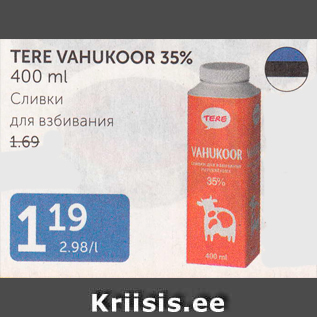 TERE VAHUKOOR 35%
400 ml
Сливки
для взбивания
1.69
1 19
2.98/l
TERE
VAHUKOOR
35%
400 ml
Kriisis.ee